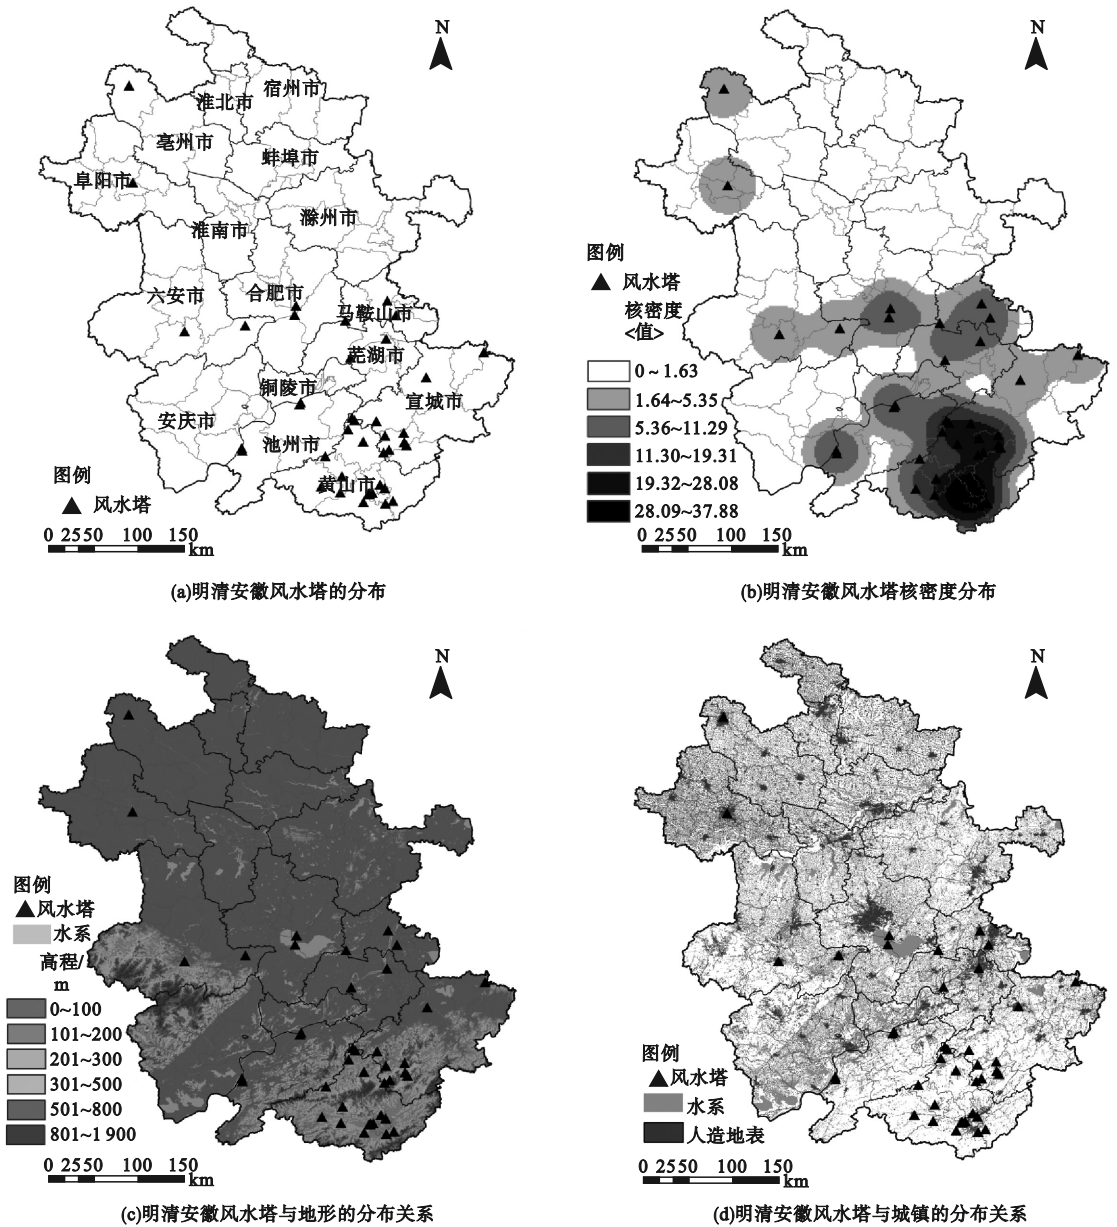 N
淮北市
宿州市
亳州市
蚌埠市
阜阳市
滁州市
淮南市
六安市
合肥市
马鞍山市
芜湖市
铜陵市
宣城市
安庆市
池州市
黄山市
图例
风水塔
0 2550 100 150
km
(a)明清安徽风水塔的分布
N
图例
风水塔
核密度
<值>
0~1.63
1.64~5.35
5.36~11.29
11.30~19.31
19.32~28.08
28.09~37.88
0 2550 100 150
km
(b)明清安徽风水塔核密度分布
N
图例
风水塔
水系
高程/
m
0~100
101~200
201~300
301~500
501~800
801~1 900
0 2550 100 150
km
(c)明清安徽风水塔与地形的分布关系
N
图例
风水塔
水系
人造地表
0 2550 100 150
km
(d)明清安徽风水塔与城镇的分布关系